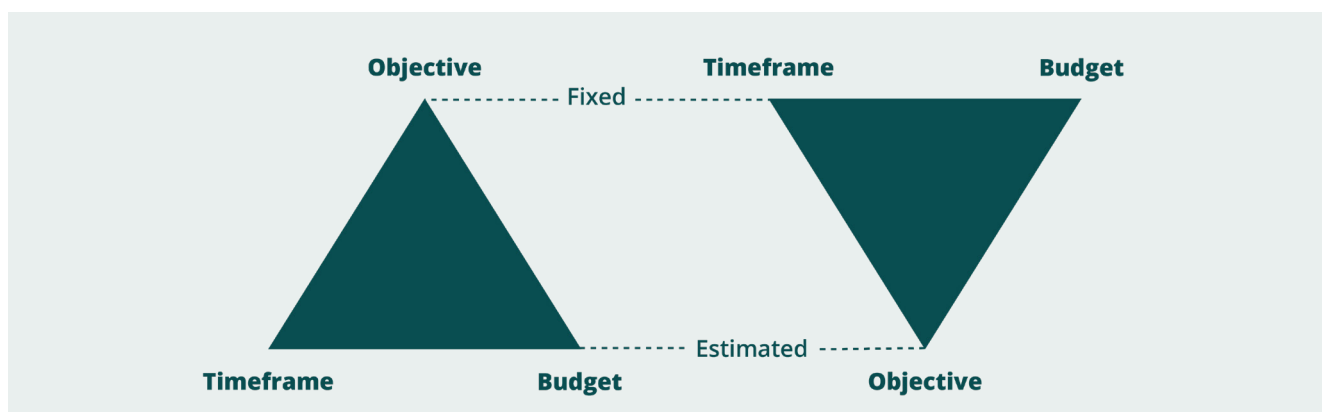 Objective
Timeframe
Budget
Fixed
Estimated
Timeframe
Budget
Objective